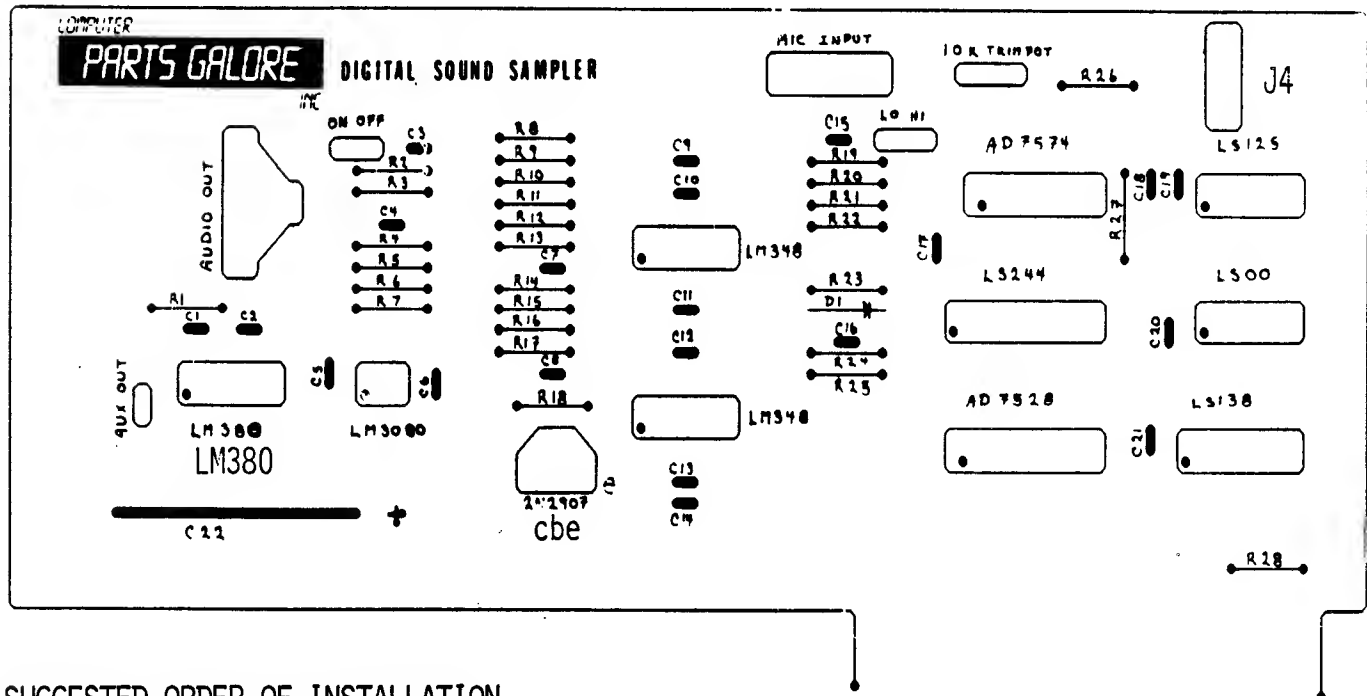 COMPUTER
PARTS GALORE
INC
DIGITAL SOUND SAMPLER
MIC INPUT
10K TRIMPOT
R26
J4
ON OFF
C3
R2
R3
C4
R4
R5
R6
R7
AUDIO OUT
R1
C1
C2
AUX OUT
C5
C6
LM380
LM3080
LM380
C22
+
R8
R9
R10
R11
R12
R13
C7
R14
R15
R16
R17
C8
R18
2N2907
e
cbe
C9
C10
LM348
C11
C12
LM348
C13
C14
C15
LO HI
R19
R20
R21
R22
R23
D1
C16
R24
R25
AD7574
LS125
C17
R27
C18
C19
LS244
LS00
C20
AD7528
LS138
C21
R28
SUGGESTED ORDER OF INSTALLATION